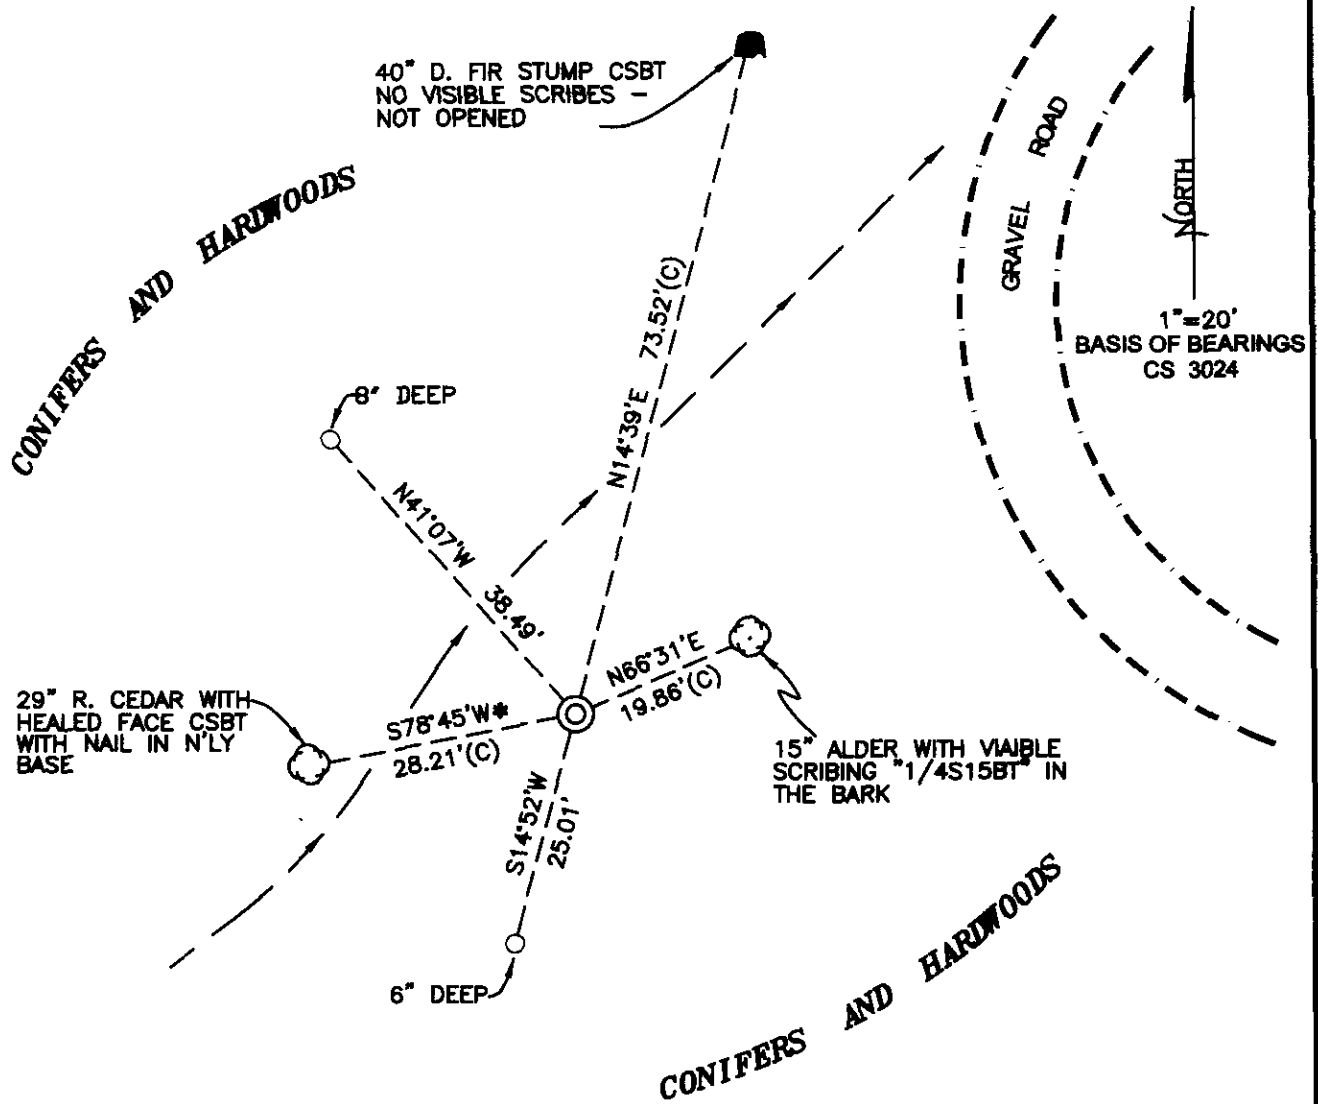 40" D. FIR STUMP CSBT
NO VISIBLE SCRIBES -
NOT OPENED
CONIFERS AND HARDWOODS
GRAVEL ROAD
NORTH
1"=20'
BASIS OF BEARINGS
CS 3024
8" DEEP
N14°39'E 73.52'(C)
N41°07'W 38.49'
N66°31'E
19.86'(C)
29" R. CEDAR WITH
HEALED FACE CSBT
WITH NAIL IN N'LY
BASE
S78°45'W*
28.21'(C)
15" ALDER WITH VIAIBLE
SCRIBING "1/4S15BT" IN
THE BARK
S14°52'W
25.01'
6" DEEP
CONIFERS AND HARDWOODS